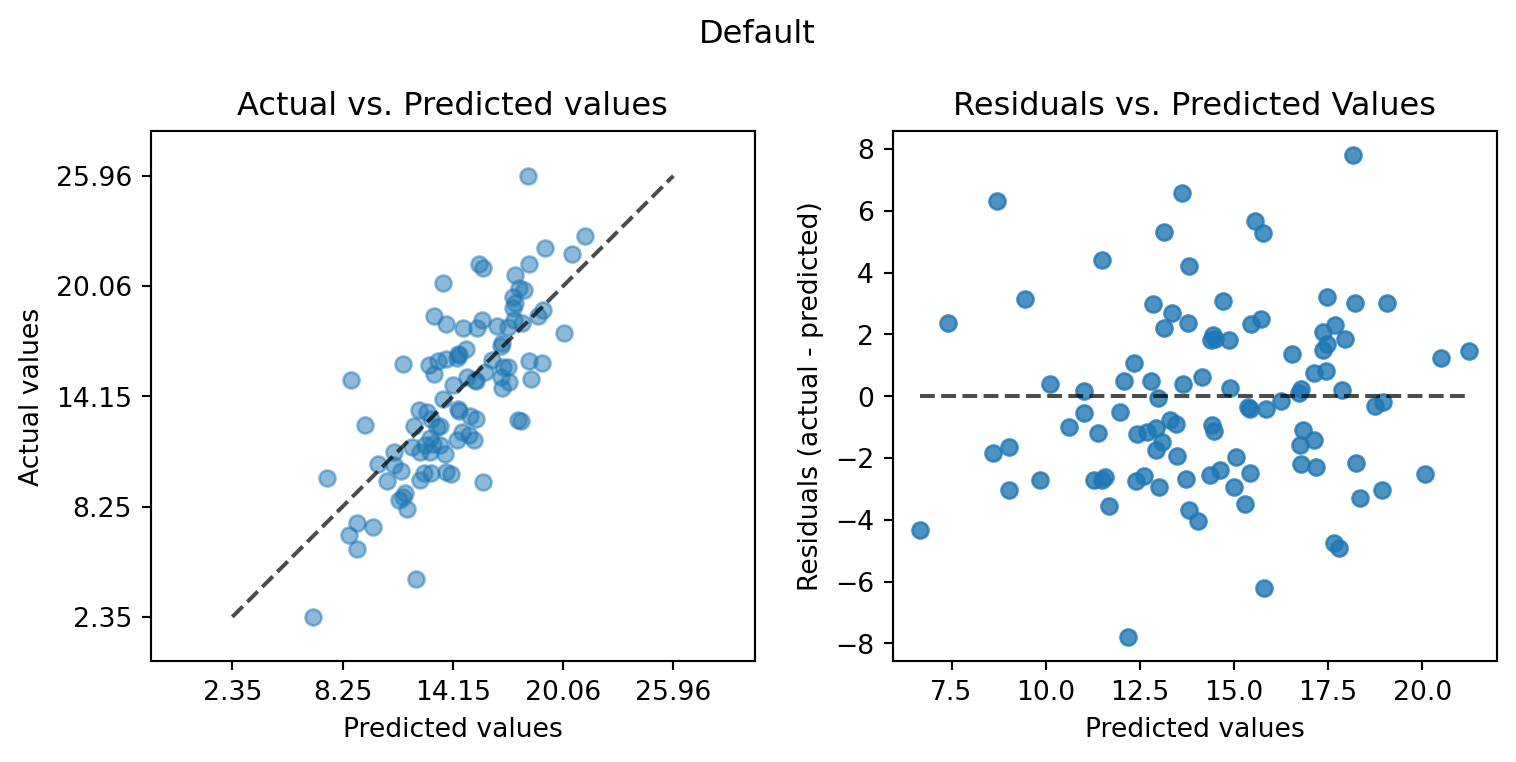 Default
Actual vs. Predicted values
Actual values
25.96
20.06
14.15
8.25
2.35
2.35 8.25 14.15 20.06 25.96
Predicted values
Residuals vs. Predicted Values
Residuals (actual - predicted)
8
6
4
2
0
−2
−4
−6
−8
7.5 10.0 12.5 15.0 17.5 20.0
Predicted values